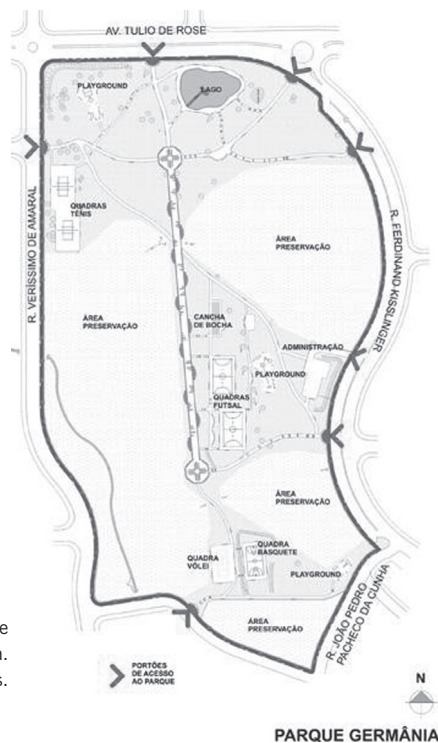 AV. TULIO DE ROSE
PLAYGROUND
LAGO
R. VERÍSSIMO DE AMARAL
QUADRAS
TÊNIS
ÁREA
PRESERVAÇÃO
R. FERDINAND KISSLINGER
ÁREA
PRESERVAÇÃO
CANCHA
DE BOCHA
ADMINISTRAÇÃO
PLAYGROUND
QUADRAS
FUTSAL
ÁREA
PRESERVAÇÃO
QUADRA
VÔLEI
QUADRA
BASQUETE
PLAYGROUND
R. JOÃO PEDRO
PACHECO DA CUNHA
ÁREA
PRESERVAÇÃO
PORTÕES
DE ACESSO
AO PARQUE
N
PARQUE GERMÂNIA